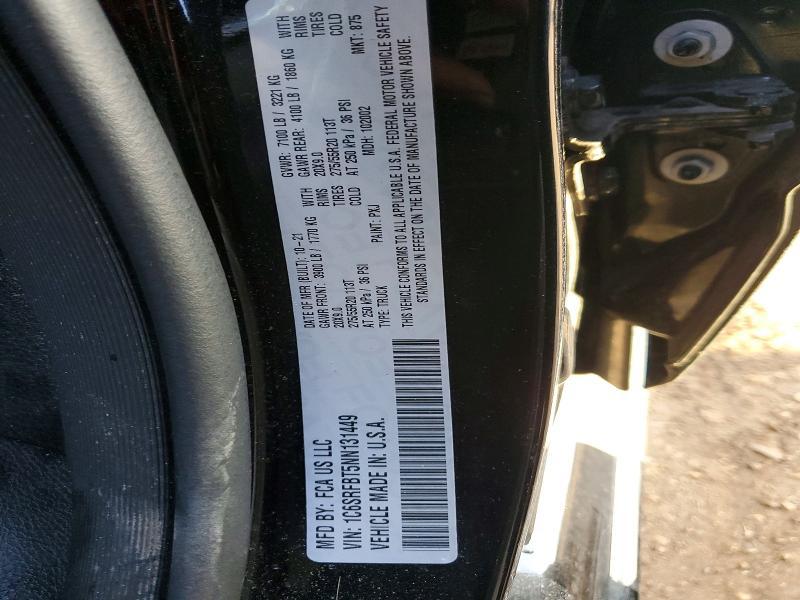 MFD BY: FCA US LLC
DATE OF MFR (BUILT): 10-21
GVWR: 7100 LB / 3221 KG
GAWR FRONT: 3900 LB / 1770 KG WITH
20X9.0 RIMS
275/55R20 113T TIRES
AT 250 kPa / 36 PSI COLD
GAWR REAR: 4100 LB / 1860 KG WITH
20X9.0 RIMS
275/55R20 113T TIRES
AT 250 kPa / 36 PSI COLD
VIN: 1C6SRFBT5NN131449
TYPE: TRUCK PAINT: PXJ MDH: 102002 MKT: 875
VEHICLE MADE IN: U.S.A.
THIS VEHICLE CONFORMS TO ALL APPLICABLE U.S.A. FEDERAL MOTOR VEHICLE SAFETY
STANDARDS IN EFFECT ON THE DATE OF MANUFACTURE SHOWN ABOVE.